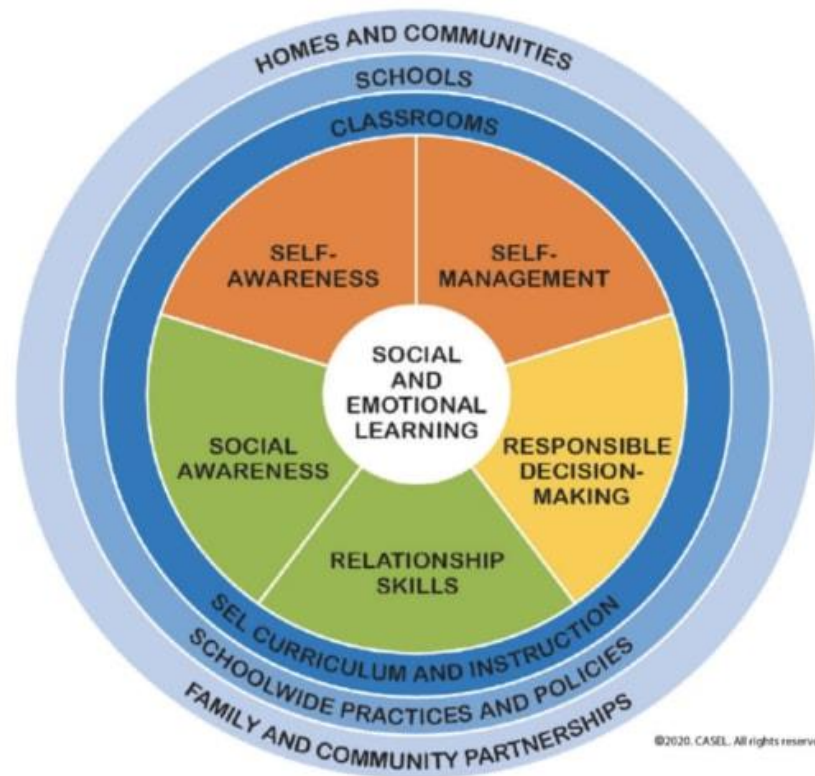 HOMES AND COMMUNITIES
SCHOOLS
CLASSROOMS
SELF-
AWARENESS
SELF-
MANAGEMENT
SOCIAL
AND
EMOTIONAL
LEARNING
SOCIAL
AWARENESS
RESPONSIBLE
DECISION-
MAKING
RELATIONSHIP
SKILLS
SEL CURRICULUM AND INSTRUCTION
SCHOOLWIDE PRACTICES AND POLICIES
FAMILY AND COMMUNITY PARTNERSHIPS
©2020. CASEL. All rights